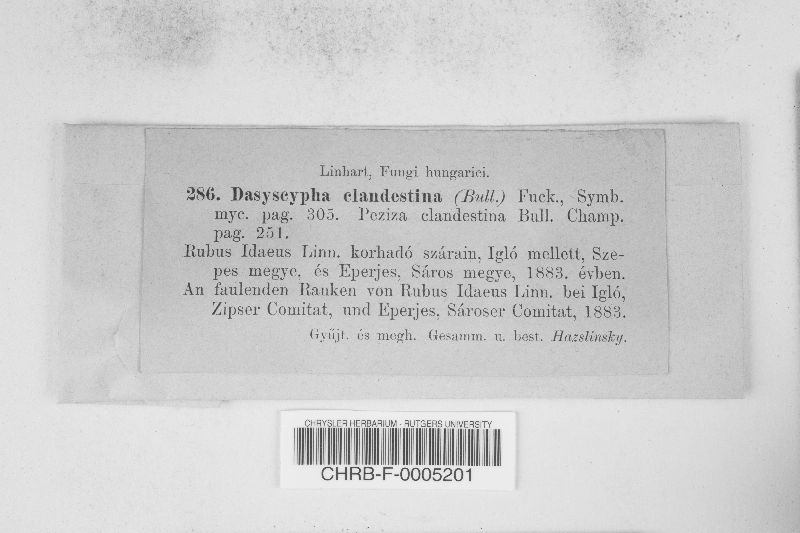 Linhart, Fungi hungarici.
286. Dasyscypha clandestina (Bull.) Fuck., Symb.
myc. pag. 305. Peziza clandestina Bull. Champ.
pag. 251.
Rubus Idaeus Linn. korhadó szárain, Igló mellett, Sze-
pes megye, és Eperjes, Sáros megye, 1883. évben.
An faulenden Ranken von Rubus Idaeus Linn. bei Igló,
Zipser Comitat, und Eperjes, Sároser Comitat, 1883.
Gyűjt. és megh. Gesamm. u. best. Hazslinsky.
CHRYSLER HERBARIUM - RUTGERS UNIVERSITY
CHRB-F-0005201